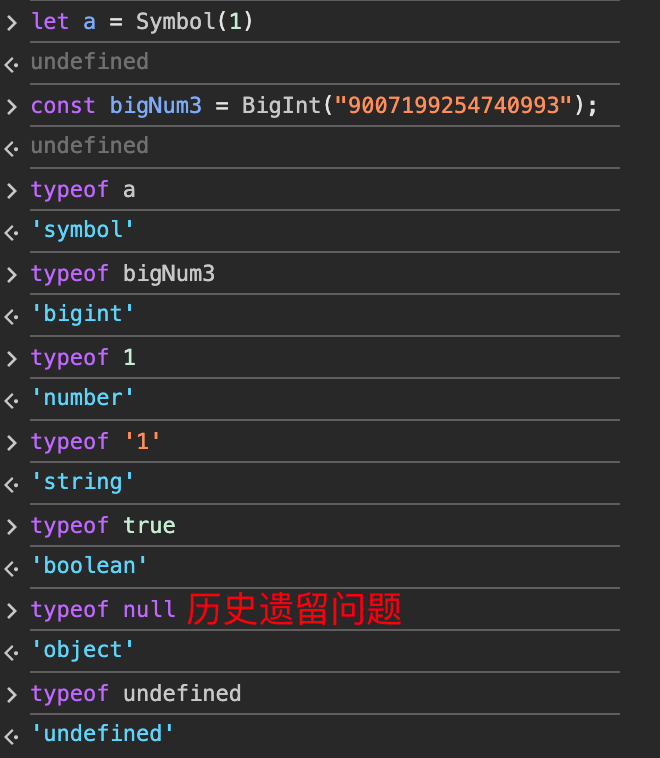 > let a = Symbol(1)
<· undefined
> const bigNum3 = BigInt("9007199254740993");
<· undefined
> typeof a
<· 'symbol'
> typeof bigNum3
<· 'bigint'
> typeof 1
<· 'number'
> typeof '1'
<· 'string'
> typeof true
<· 'boolean'
> typeof null 历史遗留问题
<· 'object'
> typeof undefined
<· 'undefined'